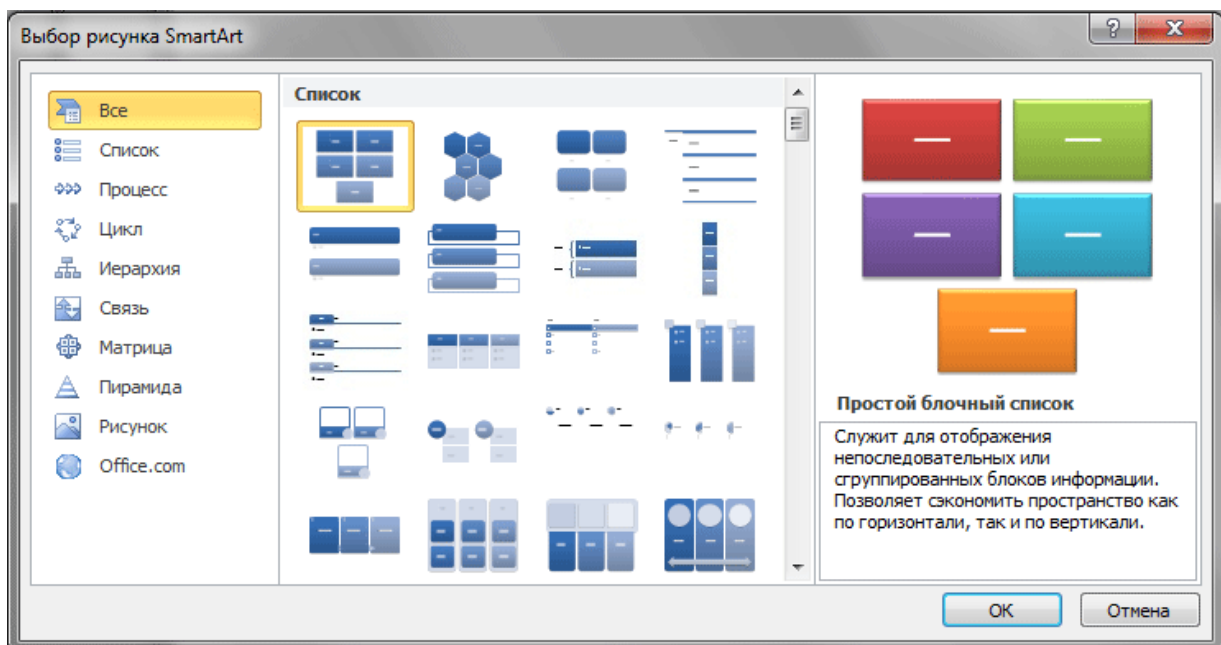 Выбор рисунка SmartArt
Все
Список
Процесс
Цикл
Иерархия
Связь
Матрица
Пирамида
Рисунок
Office.com
Список
Простой блочный список
Служит для отображения
непоследовательных или
сгруппированных блоков информации.
Позволяет сэкономить пространство как
по горизонтали, так и по вертикали.
ОК
Отмена